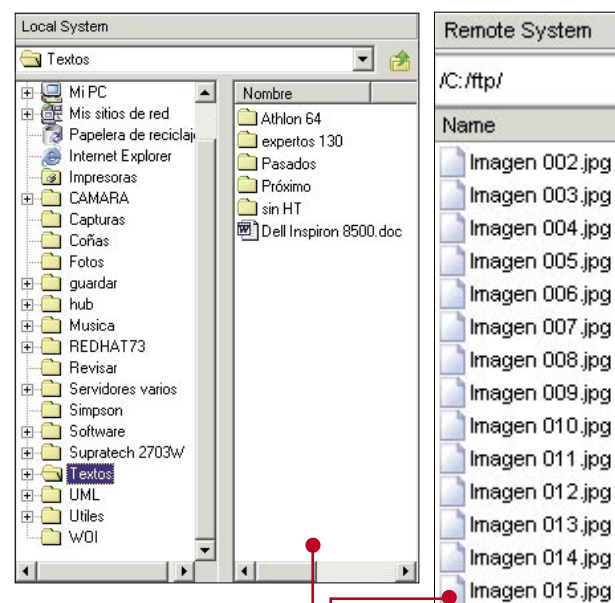 Local System
Textos
Mi PC
Mis sitios de red
Papelera de reciclaj
Internet Explorer
Impresoras
CAMARA
Capturas
Coñas
Fotos
guardar
hub
Musica
REDHAT73
Revisar
Servidores varios
Simpson
Software
Supratech 2703W
Textos
UML
Utiles
WOI
Nombre
Athlon 64
expertos 130
Pasados
Próximo
sin HT
Dell Inspiron 8500.doc
Remote System
/C:/ftp/
Name
Imagen 002.jpg
Imagen 003.jpg
Imagen 004.jpg
Imagen 005.jpg
Imagen 006.jpg
Imagen 007.jpg
Imagen 008.jpg
Imagen 009.jpg
Imagen 010.jpg
Imagen 011.jpg
Imagen 012.jpg
Imagen 013.jpg
Imagen 014.jpg
Imagen 015.jpg